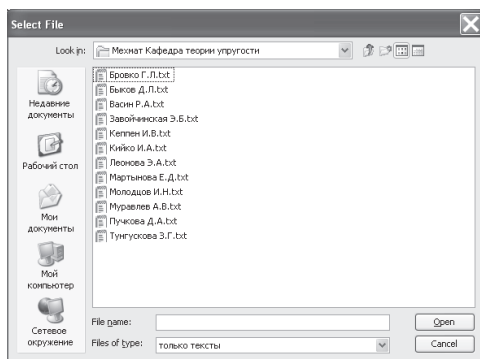 Select File
Look in:
Мехмат Кафедра теории упругости
Недавние
документы
Рабочий стол
Мои
документы
Мой
компьютер
Сетевое
окружение
Бровко Г.Л.txt
Быков Д.Л.txt
Васин Р.А.txt
Завойчинская Э.Б.txt
Кеппен И.В.txt
Кийко И.А.txt
Леонова Э.А.txt
Мартынова Е.Д.txt
Молодцов И.Н.txt
Муравлев А.В.txt
Пучкова Д.А.txt
Тунгускова З.Г.txt
File name:
Open
Files of type:
только тексты
Cancel